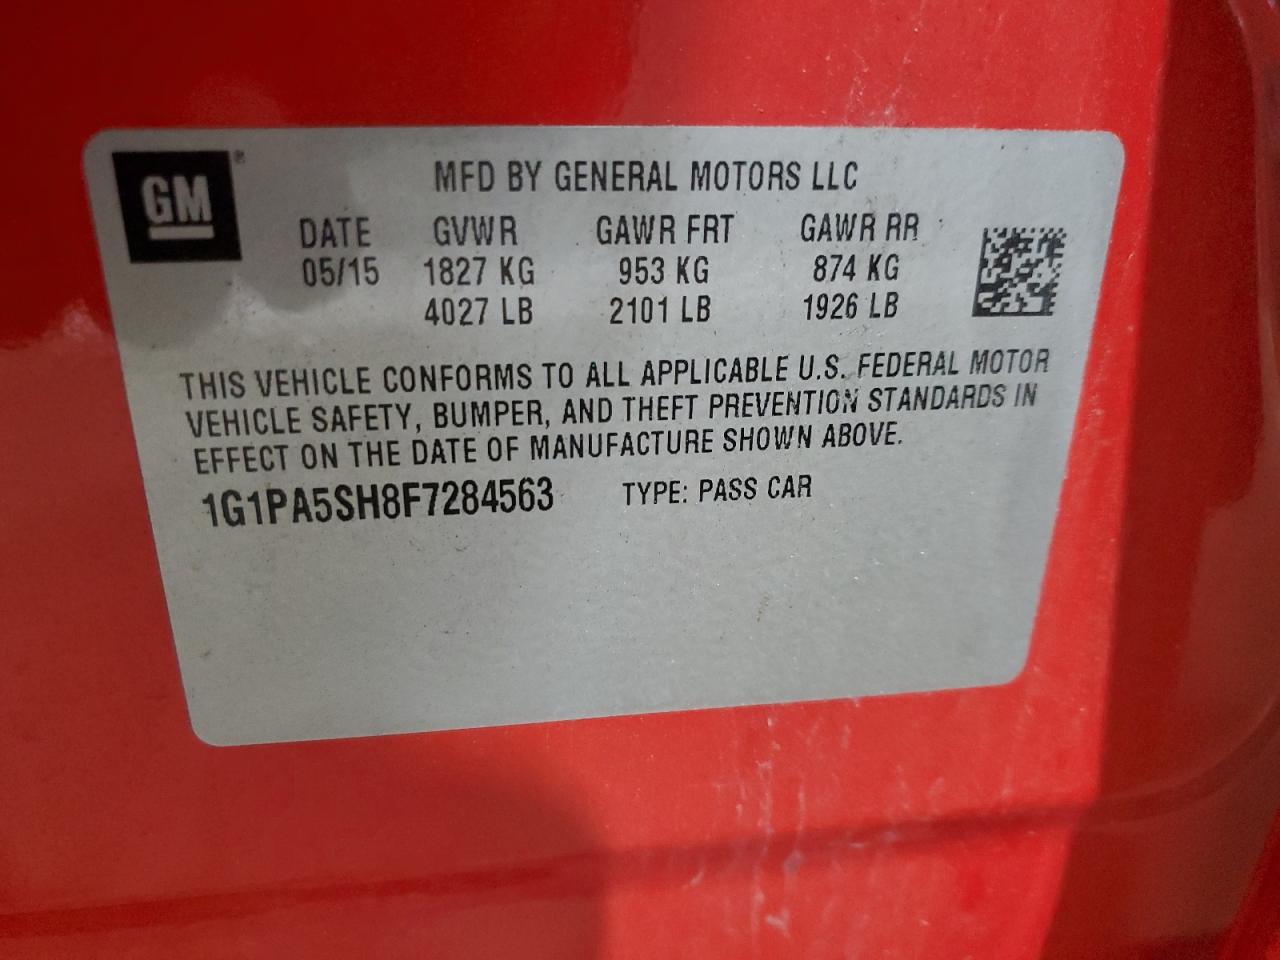 GM ®
MFD BY GENERAL MOTORS LLC
DATE GVWR GAWR FRT GAWR RR
05/15 1827 KG 953 KG 874 KG
4027 LB 2101 LB 1926 LB
THIS VEHICLE CONFORMS TO ALL APPLICABLE U.S. FEDERAL MOTOR
VEHICLE SAFETY, BUMPER, AND THEFT PREVENTION STANDARDS IN
EFFECT ON THE DATE OF MANUFACTURE SHOWN ABOVE.
1G1PA5SH8F7284563 TYPE: PASS CAR